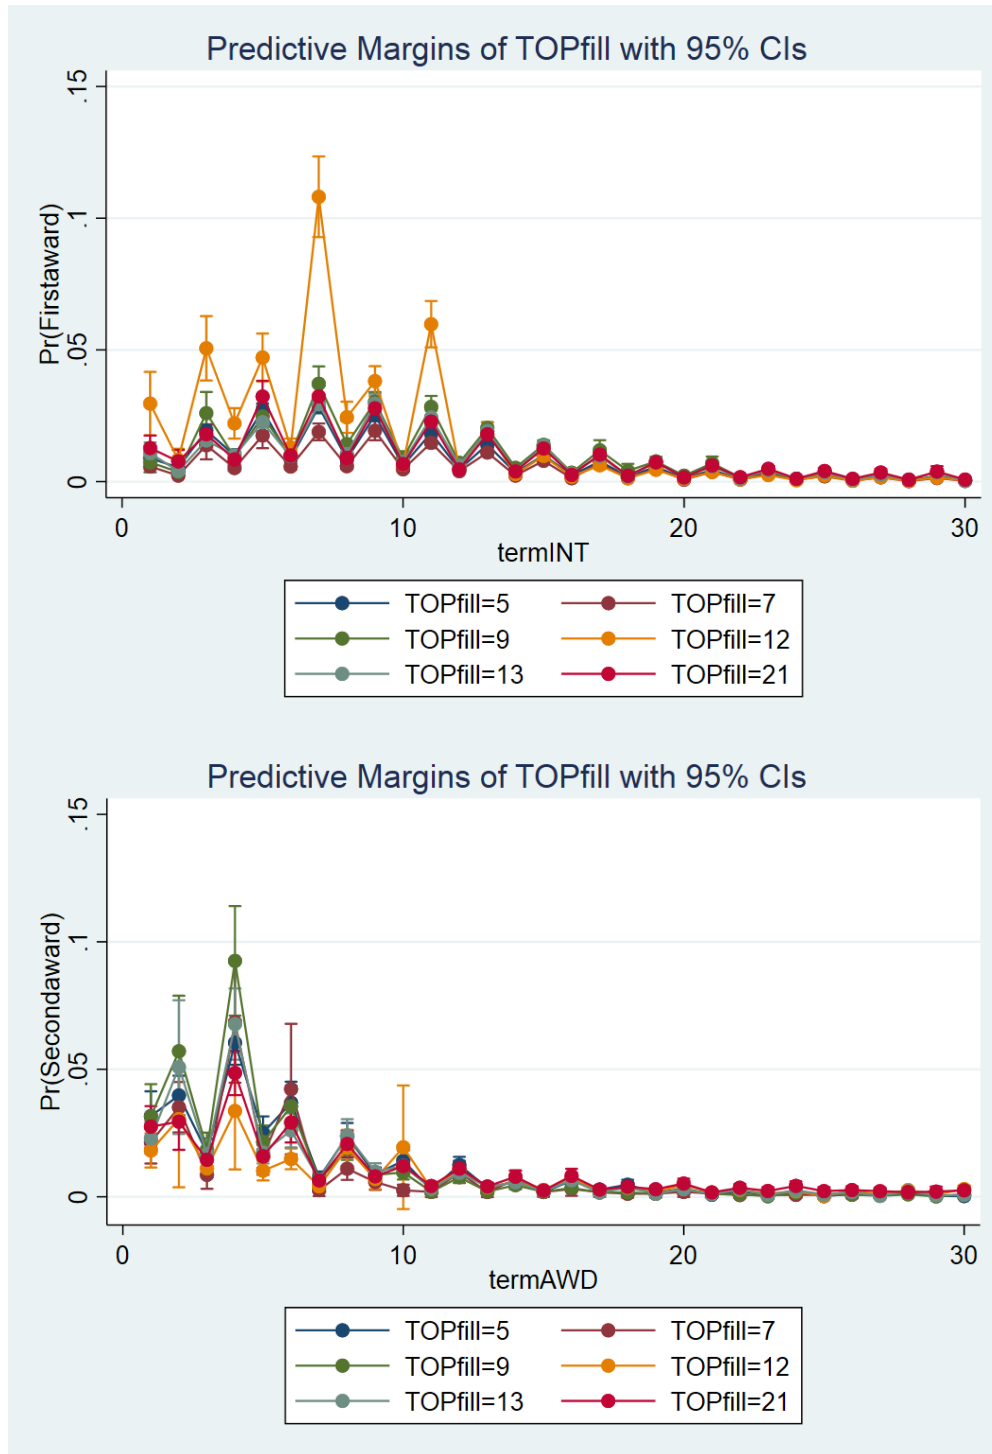 Predictive Margins of TOPfill with 95% CIs
Pr(Firstaward)
.15
.1
.05
0
0 10 20 30
termINT
TOPfill=5 TOPfill=7
TOPfill=9 TOPfill=12
TOPfill=13 TOPfill=21
Predictive Margins of TOPfill with 95% CIs
Pr(Secondaward)
.15
.1
.05
0
0 10 20 30
termAWD
TOPfill=5 TOPfill=7
TOPfill=9 TOPfill=12
TOPfill=13 TOPfill=21